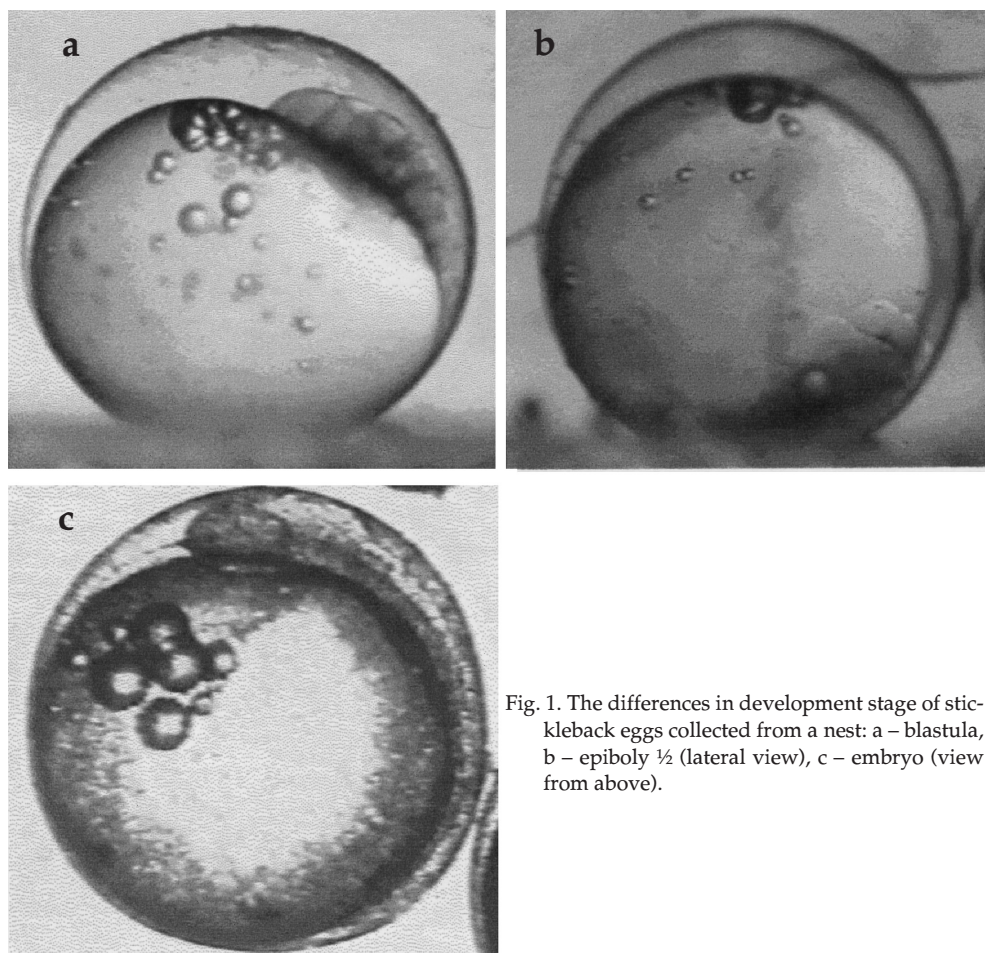 a
b
c
Fig. 1. The differences in development stage of stic-
kleback eggs collected from a nest: a – blastula,
b – epiboly ½ (lateral view), c – embryo (view
from above).